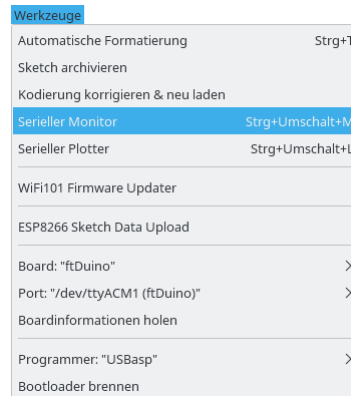 Werkzeuge
Automatische Formatierung Strg+T
Sketch archivieren
Kodierung korrigieren & neu laden
Serieller Monitor Strg+Umschalt+M
Serieller Plotter Strg+Umschalt+L
WiFi101 Firmware Updater
ESP8266 Sketch Data Upload
Board: "ftDuino"
Port: "/dev/ttyACM1 (ftDuino)"
Boardinformationen holen
Programmer: "USBasp"
Bootloader brennen